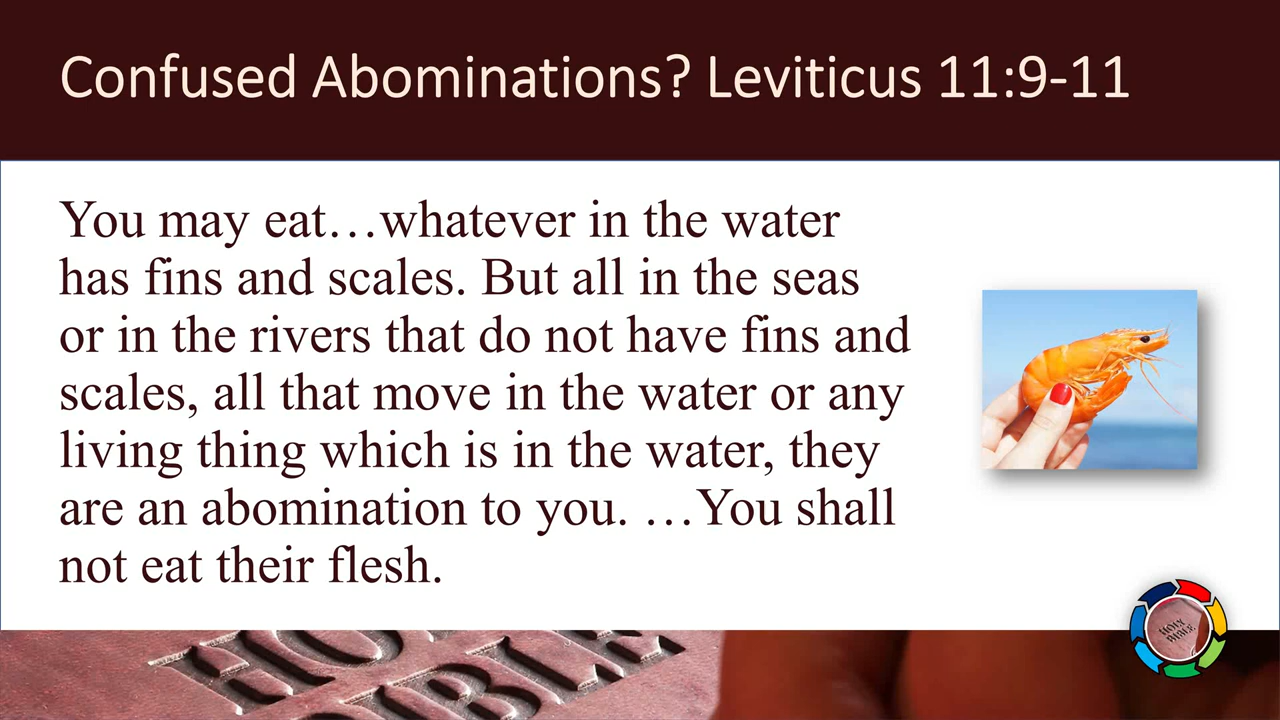 Confused Abominations? Leviticus 11:9-11
You may eat…whatever in the water
has fins and scales. But all in the seas
or in the rivers that do not have fins and
scales, all that move in the water or any
living thing which is in the water, they
are an abomination to you. …You shall
not eat their flesh.
HOLY
BIBLE